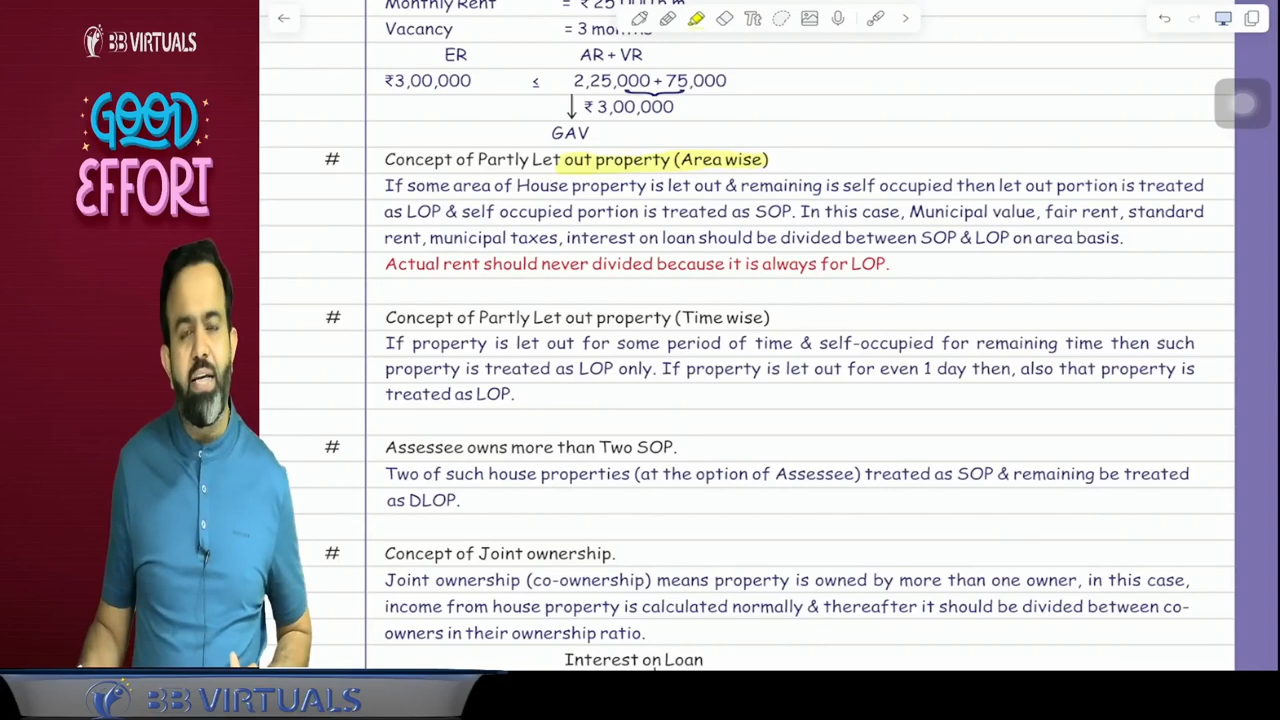 BB VIRTUALS
GOOD
EFFORT
Monthly Rent = ₹ 25
Vacancy = 3
ER AR + VR
₹3,00,000 ≤ 2,25,000 + 75,000
₹ 3,00,000
GAV
# Concept of Partly Let out property (Area wise)
If some area of House property is let out & remaining is self occupied then let out portion is treated
as LOP & self occupied portion is treated as SOP. In this case, Municipal value, fair rent, standard
rent, municipal taxes, interest on loan should be divided between SOP & LOP on area basis.
Actual rent should never divided because it is always for LOP.
# Concept of Partly Let out property (Time wise)
If property is let out for some period of time & self-occupied for remaining time then such
property is treated as LOP only. If property is let out for even 1 day then, also that property is
treated as LOP.
# Assessee owns more than Two SOP.
Two of such house properties (at the option of Assessee) treated as SOP & remaining be treated
as DLOP.
# Concept of Joint ownership.
Joint ownership (co-ownership) means property is owned by more than one owner, in this case,
income from house property is calculated normally & thereafter it should be divided between co-
owners in their ownership ratio.
Interest on Loan
BB VIRTUALS